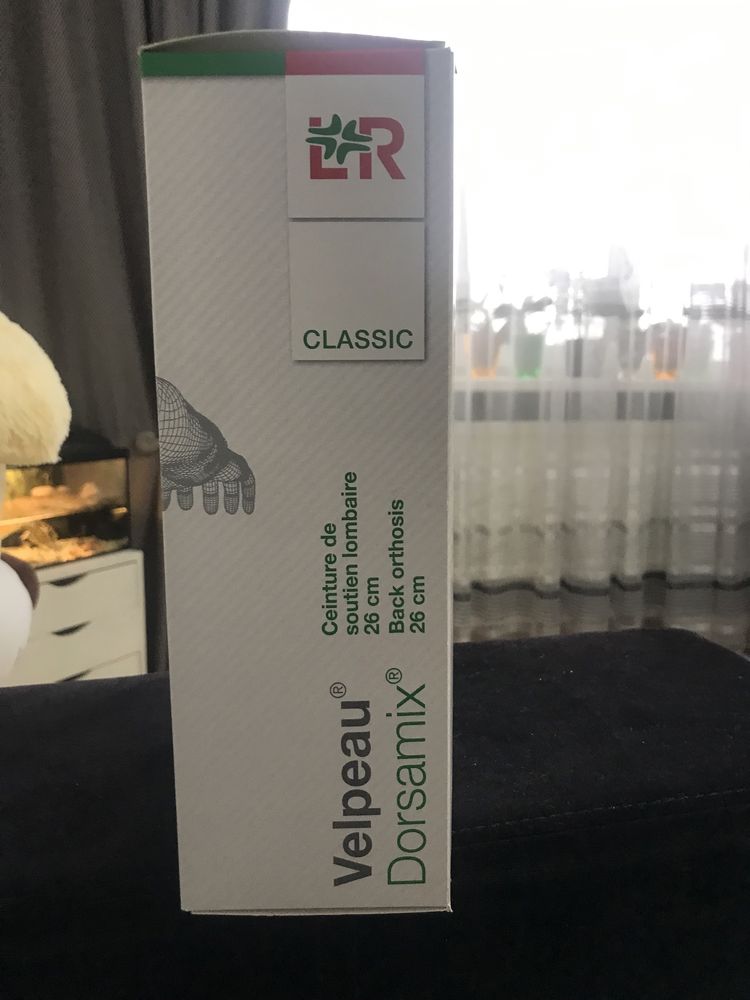 L&R
CLASSIC
Ceinture de
soutien lombaire
26 cm
Back orthosis
26 cm
Velpeau®
Dorsamix®